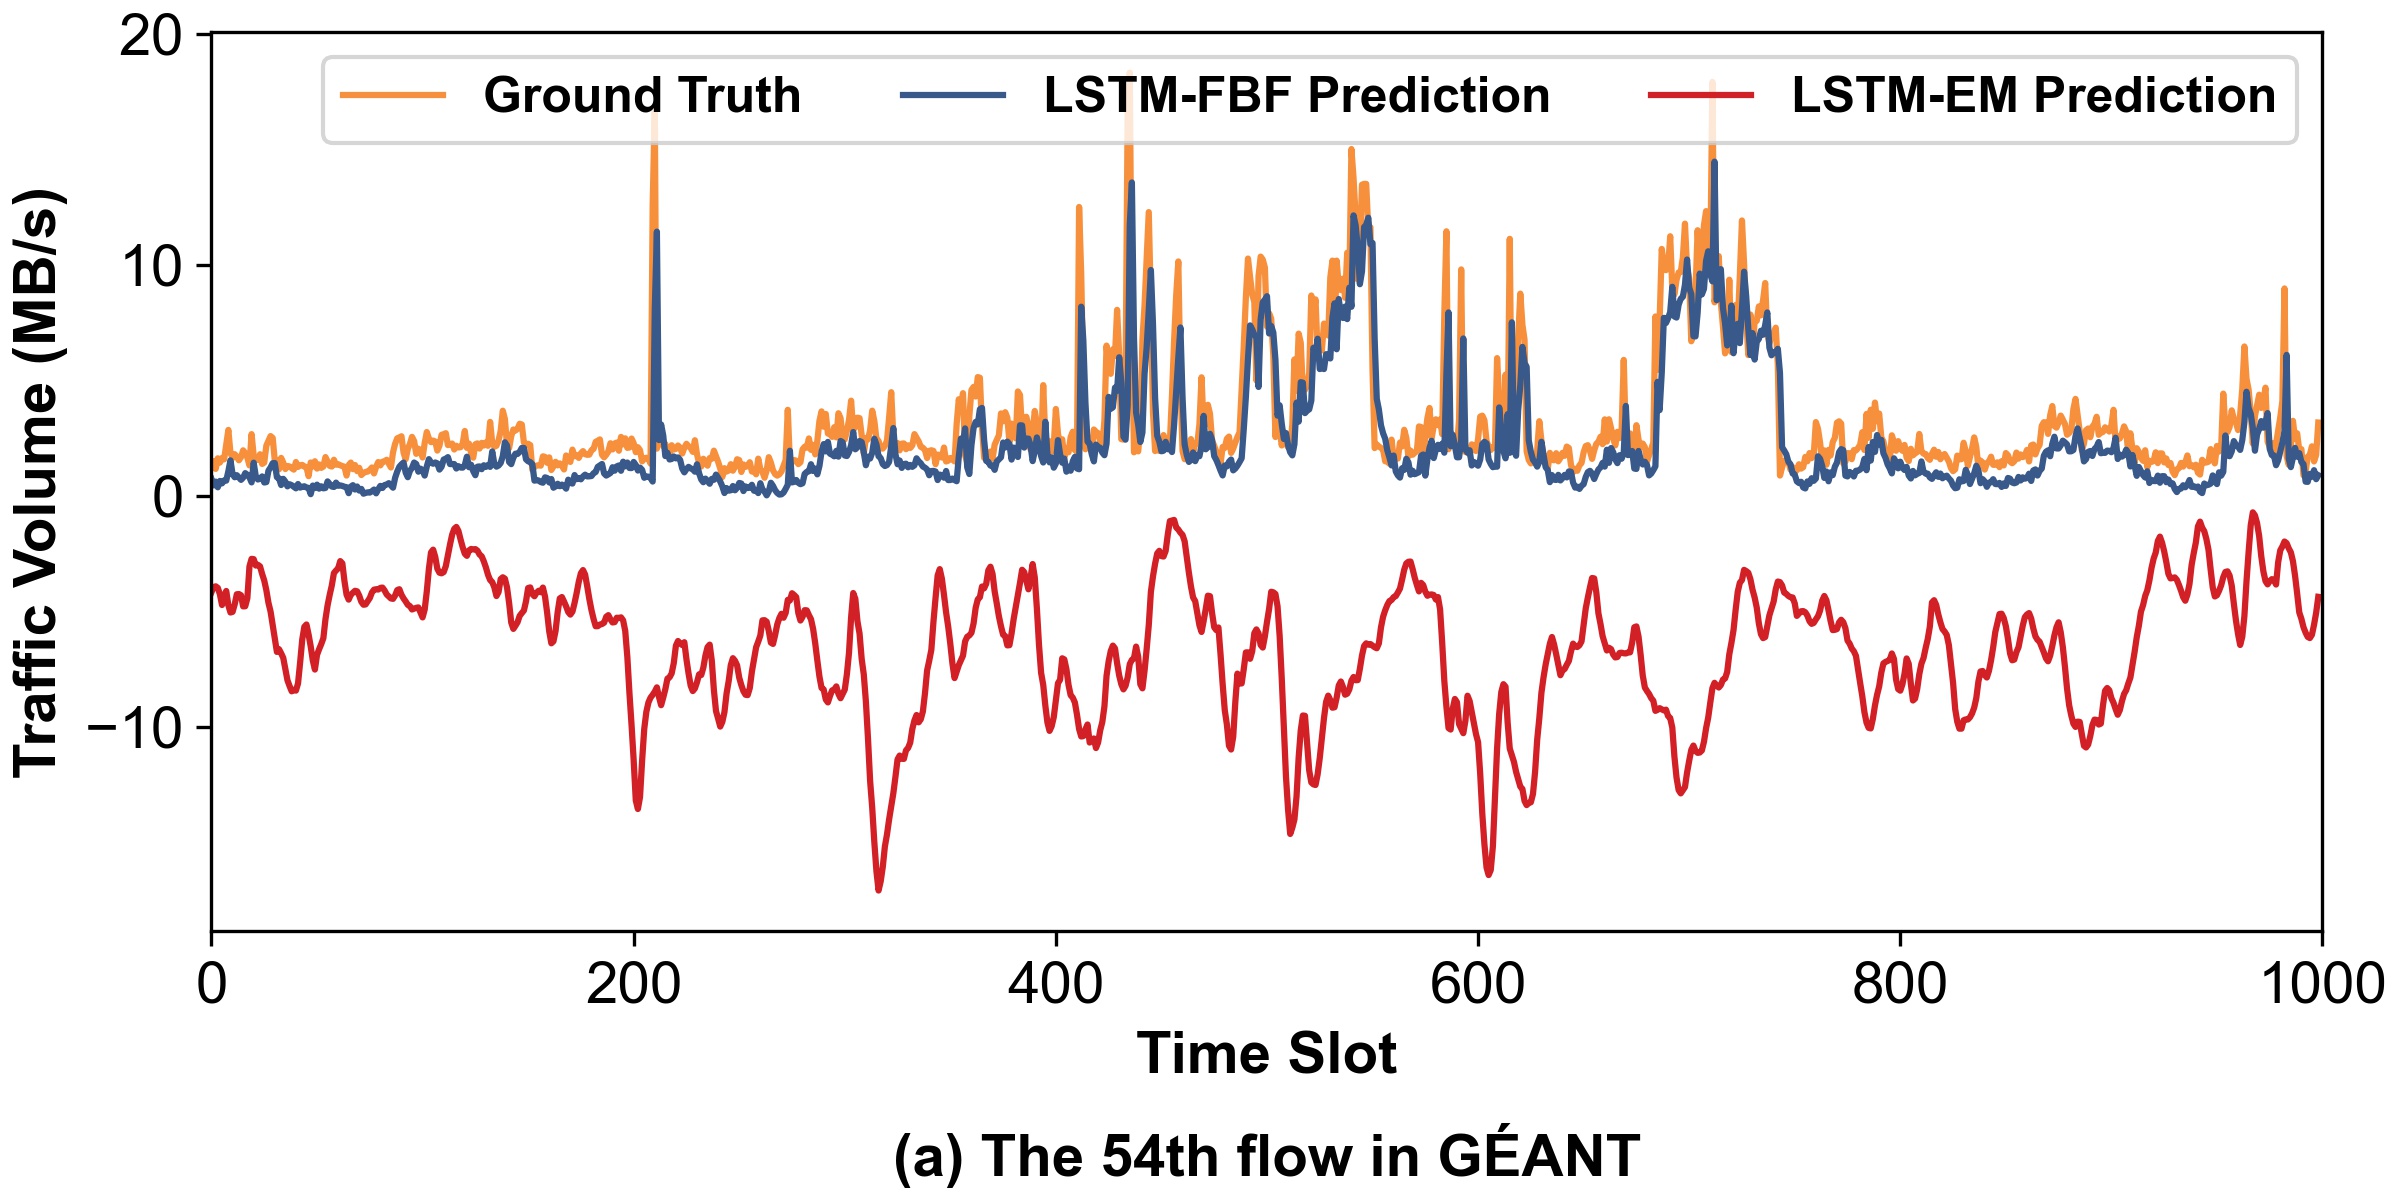 20
10
0
−10
Traffic Volume (MB/s)
Ground Truth
LSTM-FBF Prediction
LSTM-EM Prediction
0
200
400
600
800
1000
Time Slot
(a) The 54th flow in GÉANT